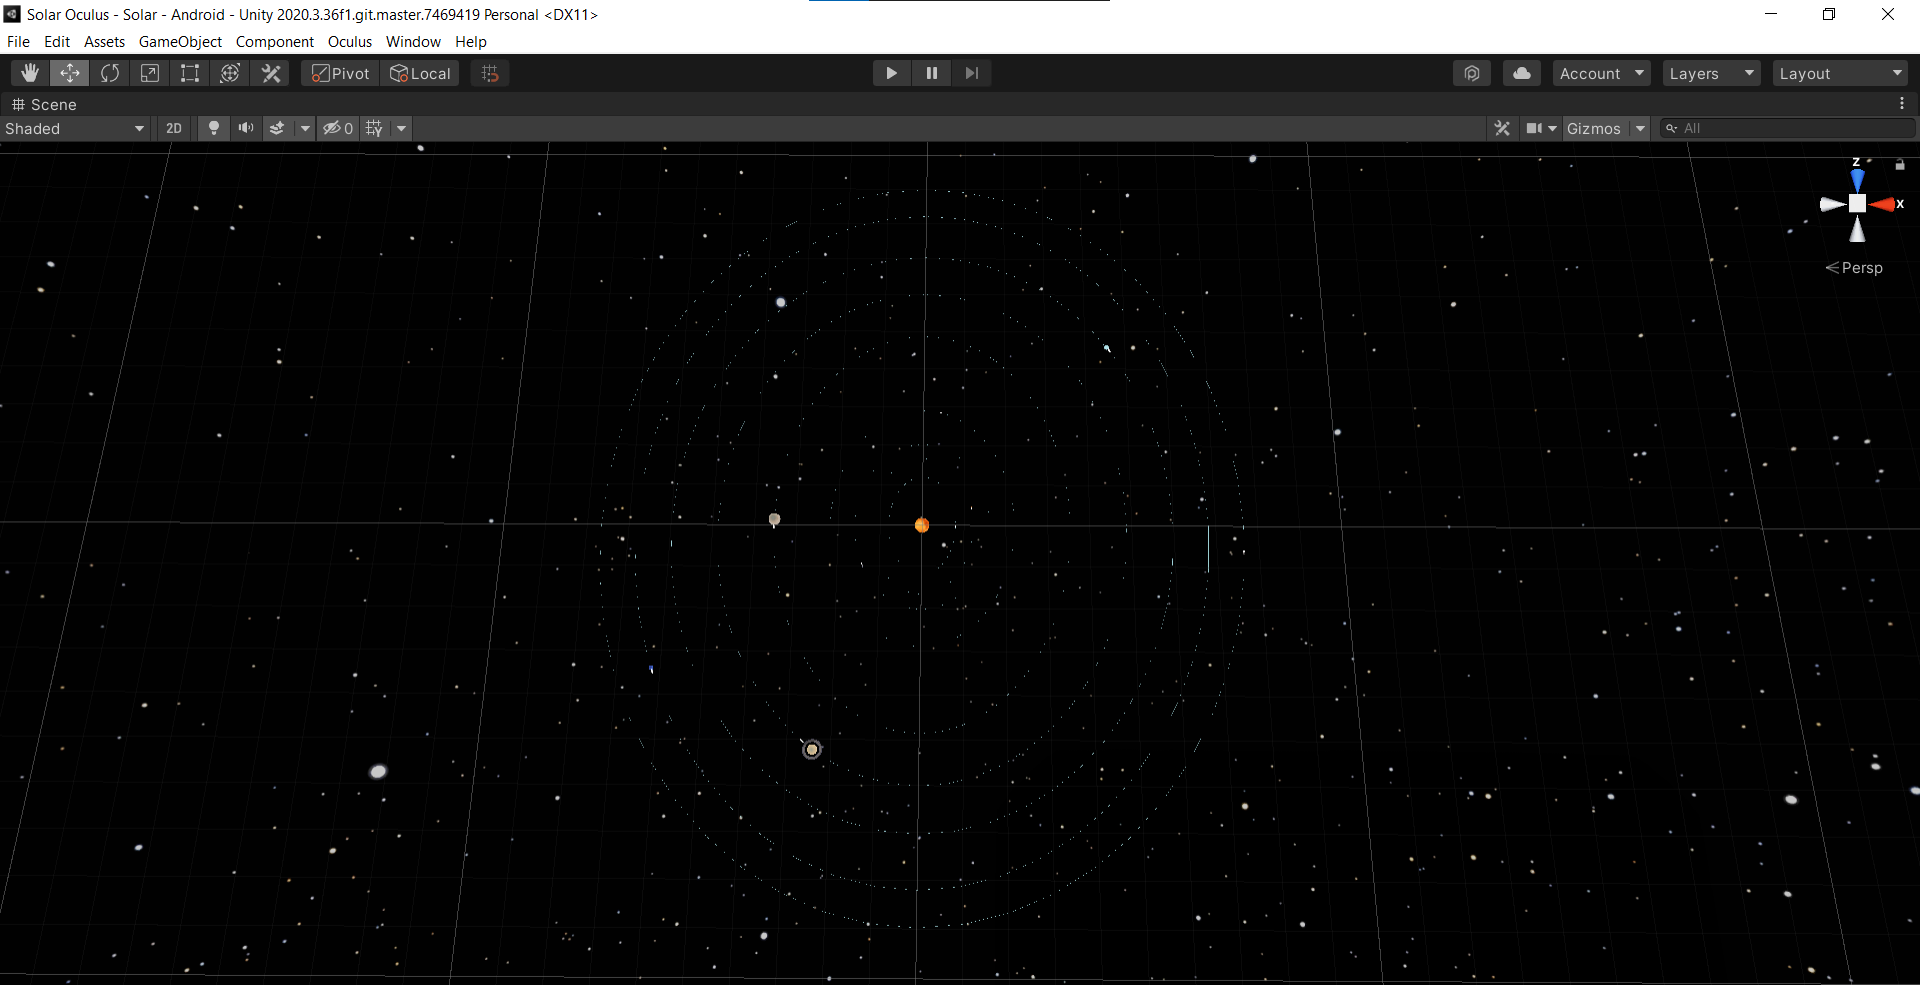 Solar Oculus - Solar - Android - Unity 2020.3.36f1.git.master.7469419 Personal <DX11>
File Edit Assets GameObject Component Oculus Window Help
Pivot Local Account Layers Layout
Scene
Shaded 2D 0 Gizmos All
z
x
Persp